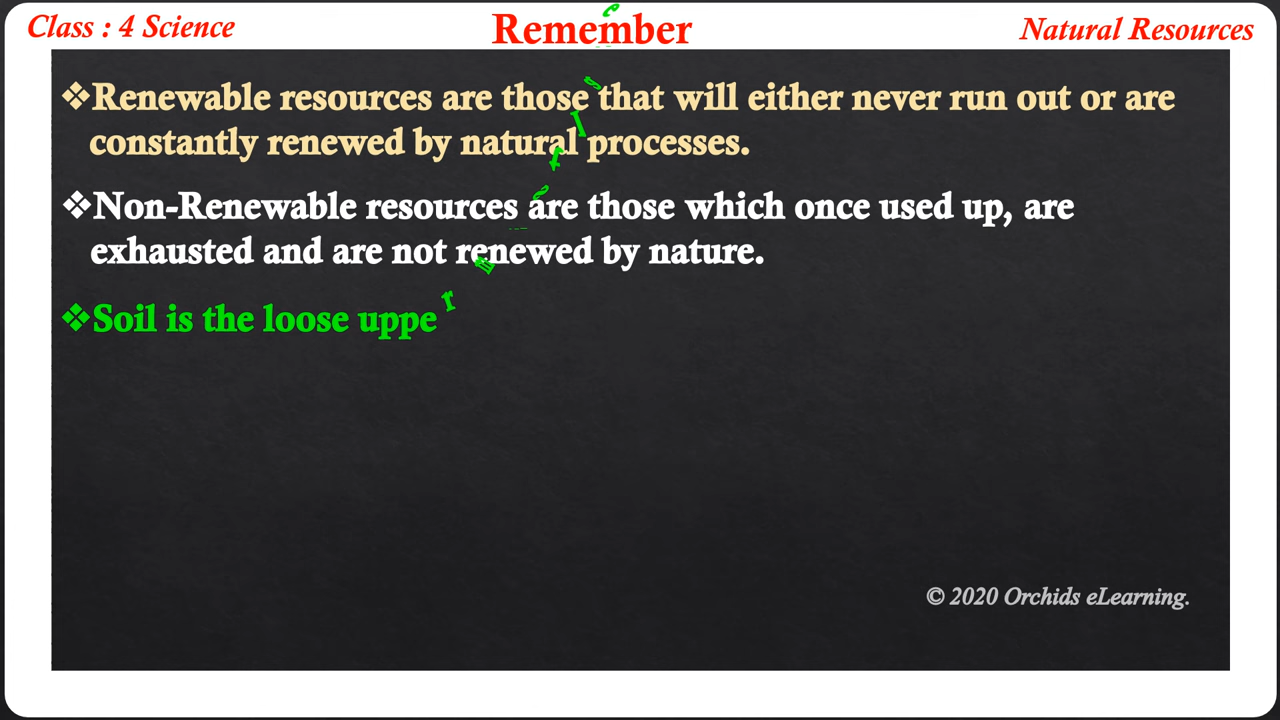 Class : 4 Science
Remember
Natural Resources
❖Renewable resources are those that will either never run out or are
constantly renewed by natural processes.
❖Non-Renewable resources are those which once used up, are
exhausted and are not renewed by nature.
❖Soil is the loose upper
© 2020 Orchids eLearning.